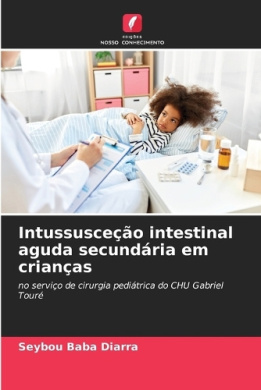 edições
NOSSO CONHECIMENTO
Intussusceção intestinal
aguda secundária em
crianças
no serviço de cirurgia pediátrica do CHU Gabriel
Touré
Seybou Baba Diarra